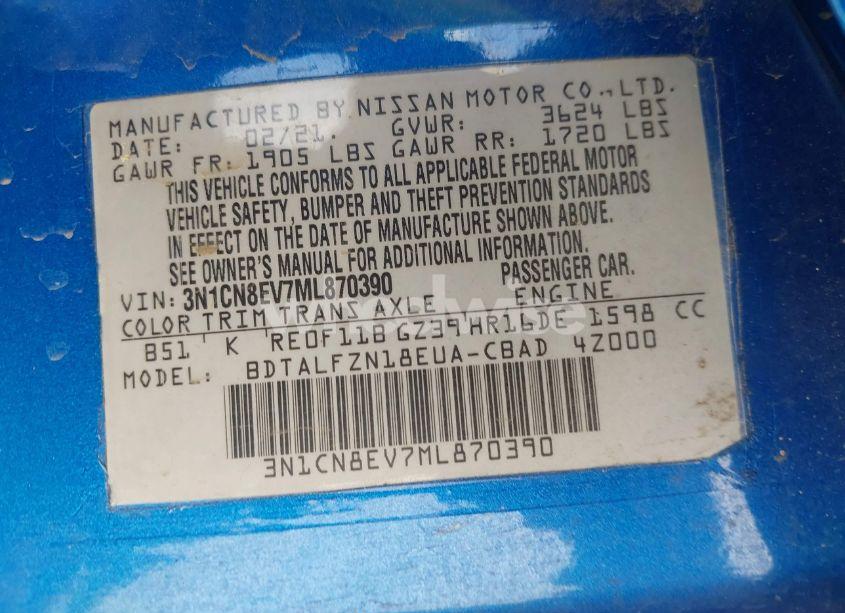 MANUFACTURED BY NISSAN MOTOR CO.,LTD.
DATE: 02/21. GVWR: 3624 LBS
GAWR FR: 1905 LBS GAWR RR: 1720 LBS
THIS VEHICLE CONFORMS TO ALL APPLICABLE FEDERAL MOTOR
VEHICLE SAFETY, BUMPER AND THEFT PREVENTION STANDARDS
IN EFFECT ON THE DATE OF MANUFACTURE SHOWN ABOVE.
SEE OWNER'S MANUAL FOR ADDITIONAL INFORMATION.
VIN: 3N1CN8EV7ML870390 PASSENGER CAR.
COLOR TRIM TRANS AXLE ENGINE
B51 K RE0F11B GZ39 HR16DE 1598 CC
MODEL: BDTALFZN18EUA-CBAD 4Z000
3N1CN8EV7ML870390